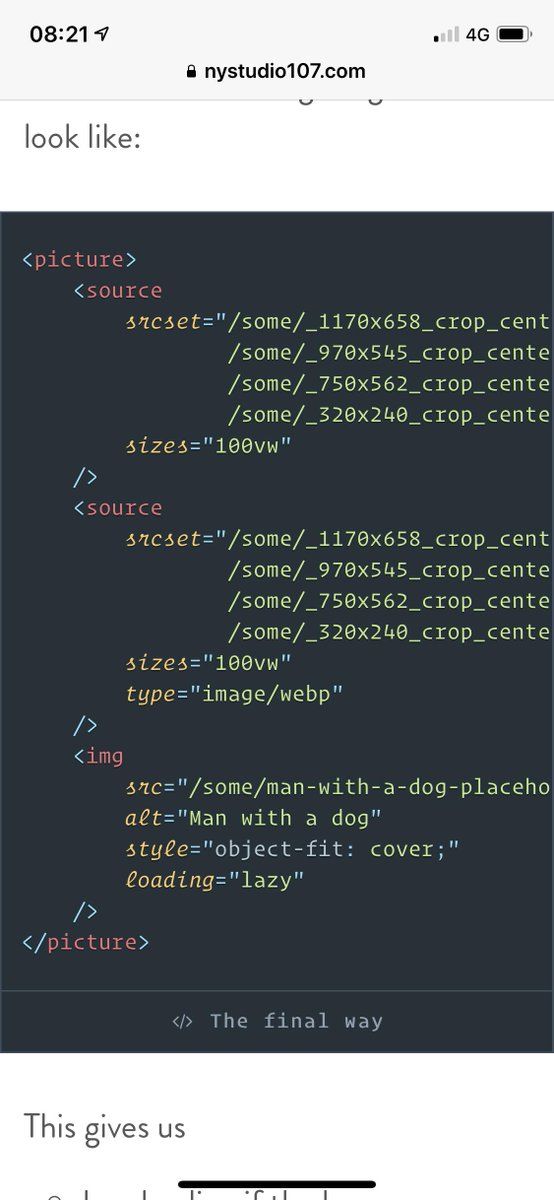 08:21
4G
nystudio107.com
look like:
<picture>
<source
srcset="/some/_1170x658_crop_cent
/some/_970x545_crop_cente
/some/_750x562_crop_cente
/some/_320x240_crop_cente
sizes="100vw"
/>
<source
srcset="/some/_1170x658_crop_cent
/some/_970x545_crop_cente
/some/_750x562_crop_cente
/some/_320x240_crop_cente
sizes="100vw"
type="image/webp"
/>
<img
src="/some/man-with-a-dog-placeho
alt="Man with a dog"
style="object-fit: cover;"
loading="lazy"
/>
</picture>
</> The final way
This gives us